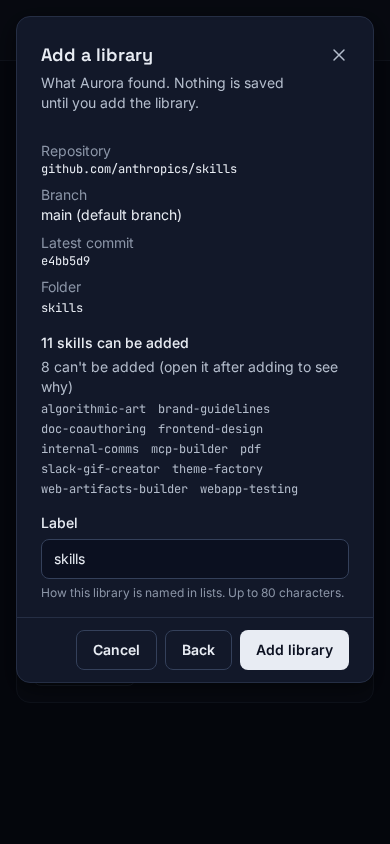 Add a library
What Aurora found. Nothing is saved
until you add the library.
Repository
github.com/anthropics/skills
Branch
main (default branch)
Latest commit
e4bb5d9
Folder
skills
11 skills can be added
8 can't be added (open it after adding to see
why)
algorithmic-art brand-guidelines
doc-coauthoring frontend-design
internal-comms mcp-builder pdf
slack-gif-creator theme-factory
web-artifacts-builder webapp-testing
Label
skills
How this library is named in lists. Up to 80 characters.
Cancel Back Add library